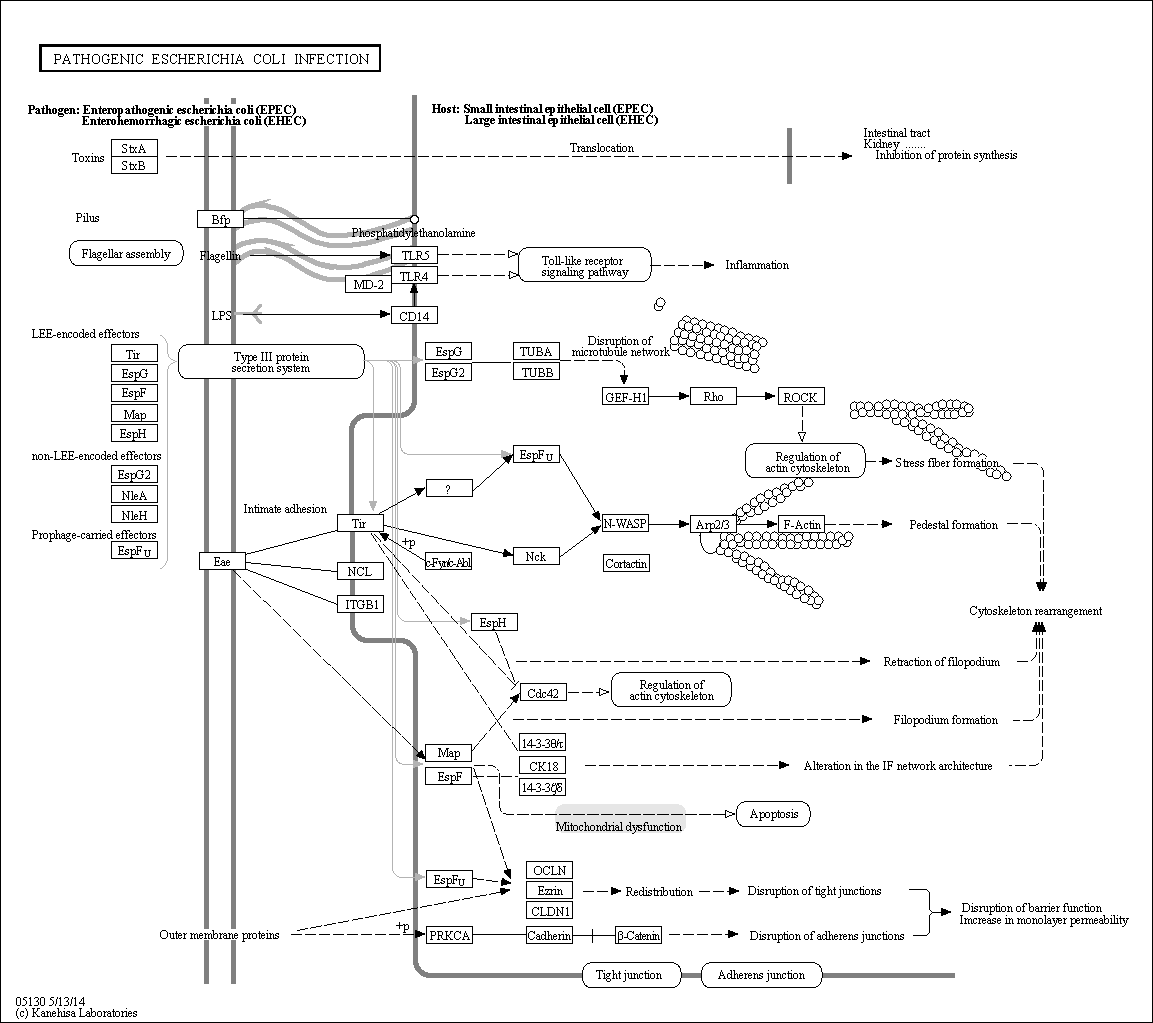 PATHOGENIC ESCHERICHIA COLI INFECTION
Pathogen: Enteropathogenic escherichia coli (EPEC)
Enterohemorrhagic escherichia coli (EHEC)
Host: Small intestinal epithelial cell (EPEC)
Large intestinal epithelial cell (EHEC)
Toxins
StxA
StxB
Translocation
Intestinal tract
Kidney .......
Inhibition of protein synthesis
Pilus
Bfp
Phosphatidylethanolamine
Flagellar assembly
Flagellin
TLR5
TLR4
MD-2
Toll-like receptor
signaling pathway
Inflammation
LPS
CD14
LEE-encoded effectors
Tir
EspG
EspF
Map
EspH
non-LEE-encoded effectors
EspG2
NleA
NleH
Prophage-carried effectors
EspFU
Type III protein
secretion system
EspG
EspG2
TUBA
TUBB
Disruption of
microtubule network
GEF-H1
Rho
ROCK
Regulation of
actin cytoskeleton
Stress fiber formation
EspFU
?
Intimate adhesion
Tir
+p
c-Fyn/c-Abl
Nck
N-WASP
Cortactin
Arp2/3
F-Actin
Pedestal formation
Eae
NCL
ITGB1
Cytoskeleton rearrangement
EspH
Retraction of filopodium
Cdc42
Regulation of
actin cytoskeleton
Filopodium formation
Map
EspF
14-3-3θ/τ
CK18
14-3-3ζ/δ
Alteration in the IF network architecture
Mitochondrial dysfunction
Apoptosis
EspFU
OCLN
Ezrin
CLDN1
Redistribution
Disruption of tight junctions
Disruption of barrier function
Increase in monolayer permeability
Outer membrane proteins
+p
PRKCA
Cadherin
β-Catenin
Disruption of adherens junctions
Tight junction
Adherens junction
05130 5/13/14
(c) Kanehisa Laboratories